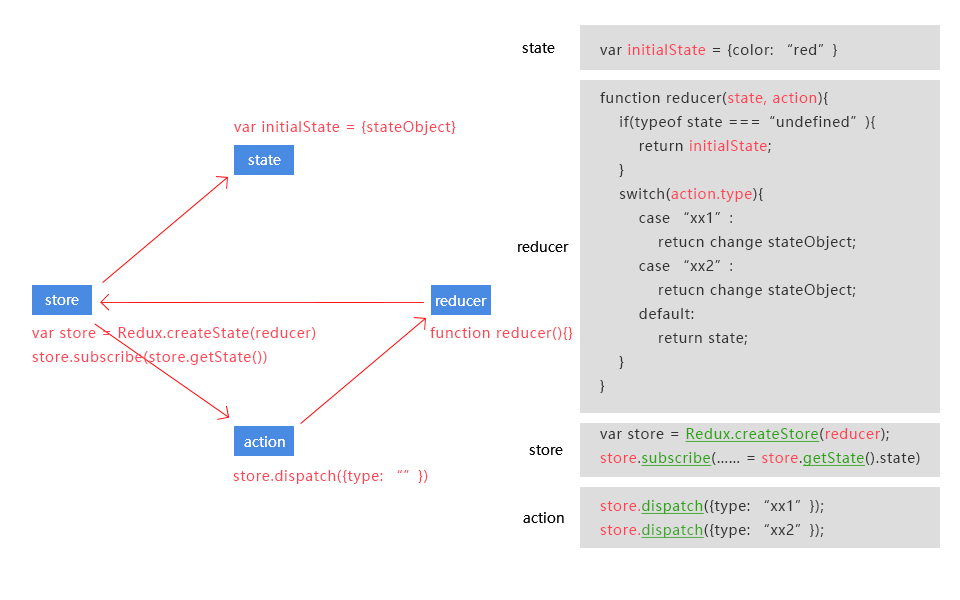 var initialState = {stateObject}
state
store
var store = Redux.createState(reducer)
store.subscribe(store.getState())
reducer
function reducer(){}
action
store.dispatch({type: “” })
state
var initialState = {color: “red” }
reducer
function reducer(state, action){
if(typeof state === “undefined” ){
return initialState;
}
switch(action.type){
case “xx1” :
retucn change stateObject;
case “xx2” :
retucn change stateObject;
default:
return state;
}
}
store
var store = Redux.createStore(reducer);
store.subscribe(...... = store.getState().state)
action
store.dispatch({type: “xx1” });
store.dispatch({type: “xx2” });